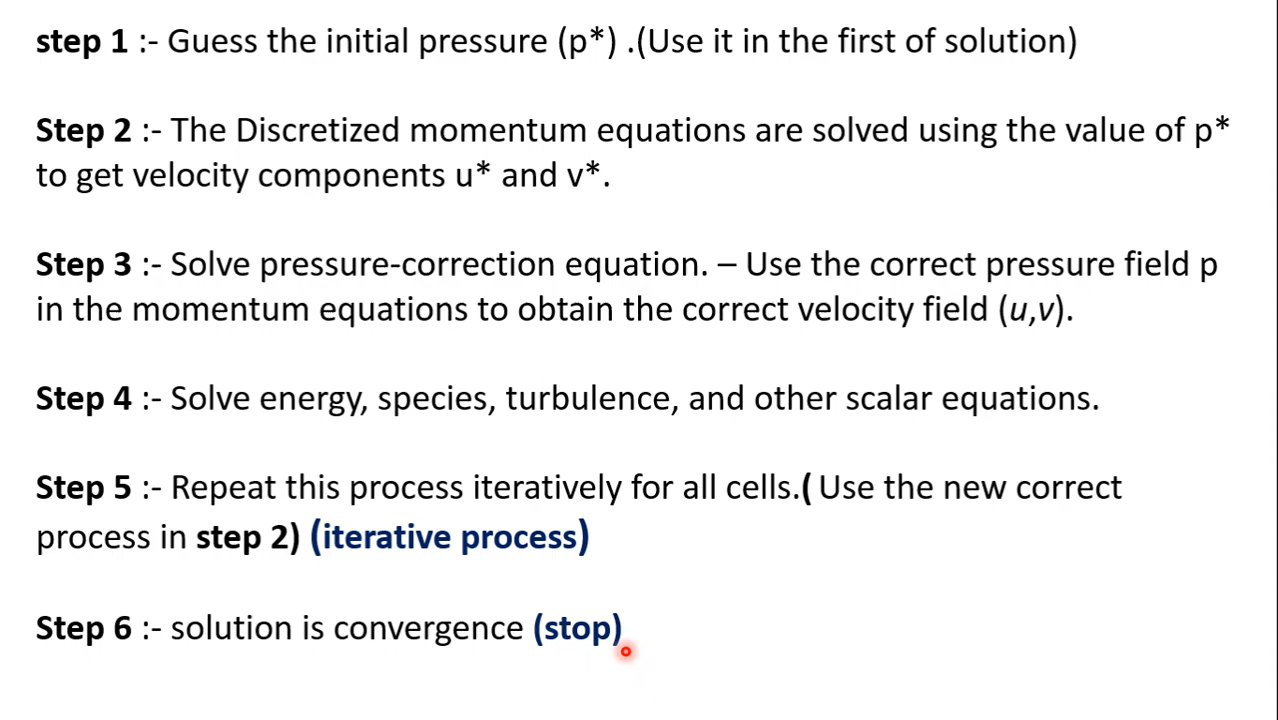 step 1 :- Guess the initial pressure (p*) .(Use it in the first of solution)
Step 2 :- The Discretized momentum equations are solved using the value of p*
to get velocity components u* and v*.
Step 3 :- Solve pressure-correction equation. – Use the correct pressure field p
in the momentum equations to obtain the correct velocity field (u,v).
Step 4 :- Solve energy, species, turbulence, and other scalar equations.
Step 5 :- Repeat this process iteratively for all cells.( Use the new correct
process in step 2) (iterative process)
Step 6 :- solution is convergence (stop)